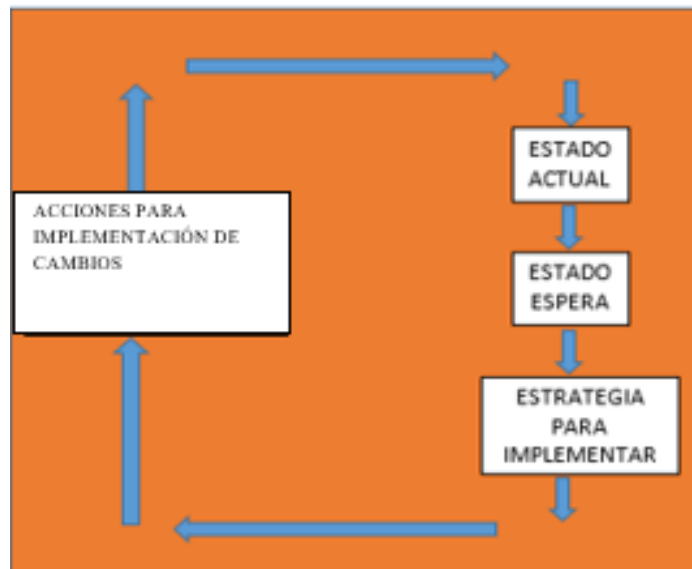 ESTADO
ACTUAL
ACCIONES PARA
IMPLEMENTACIÓN DE
CAMBIOS
ESTADO
ESPERA
ESTRATEGIA
PARA
IMPLEMENTAR